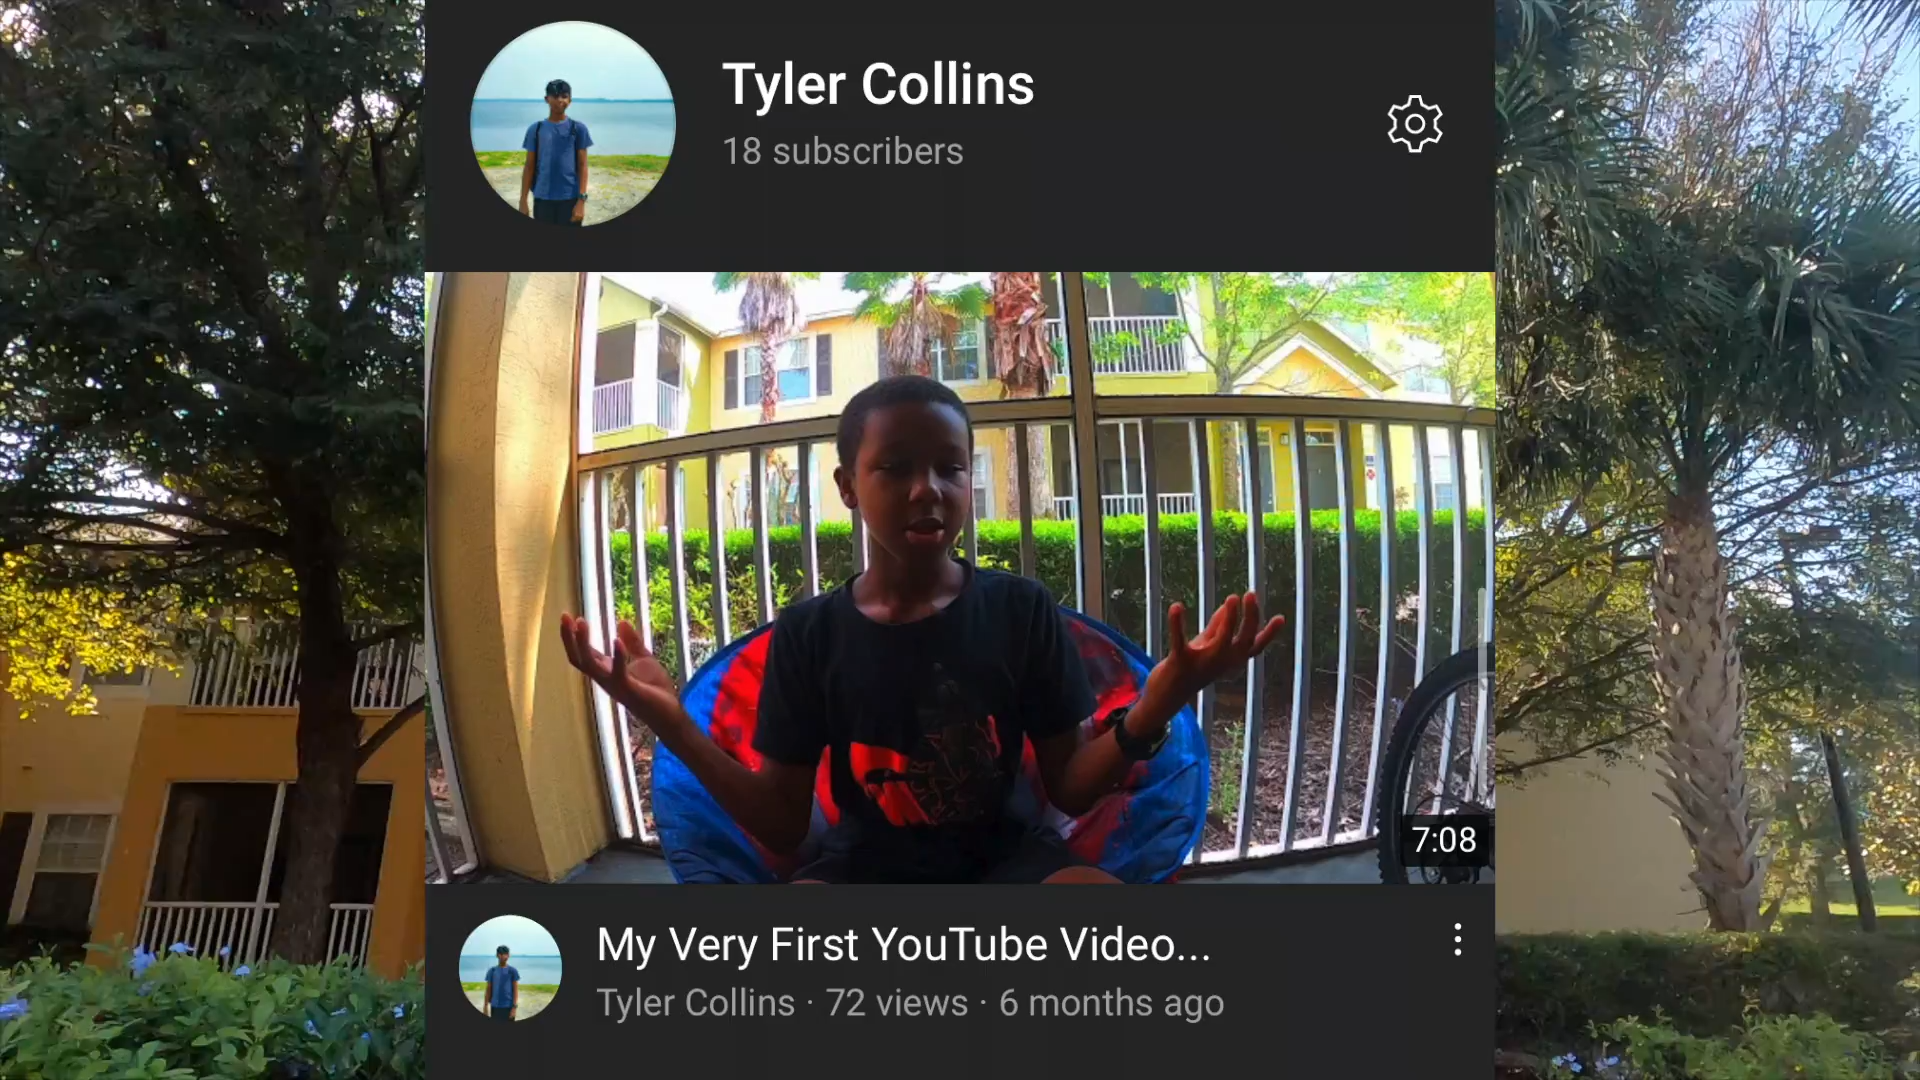 Tyler Collins
18 subscribers
7:08
My Very First YouTube Video...
Tyler Collins · 72 views · 6 months ago